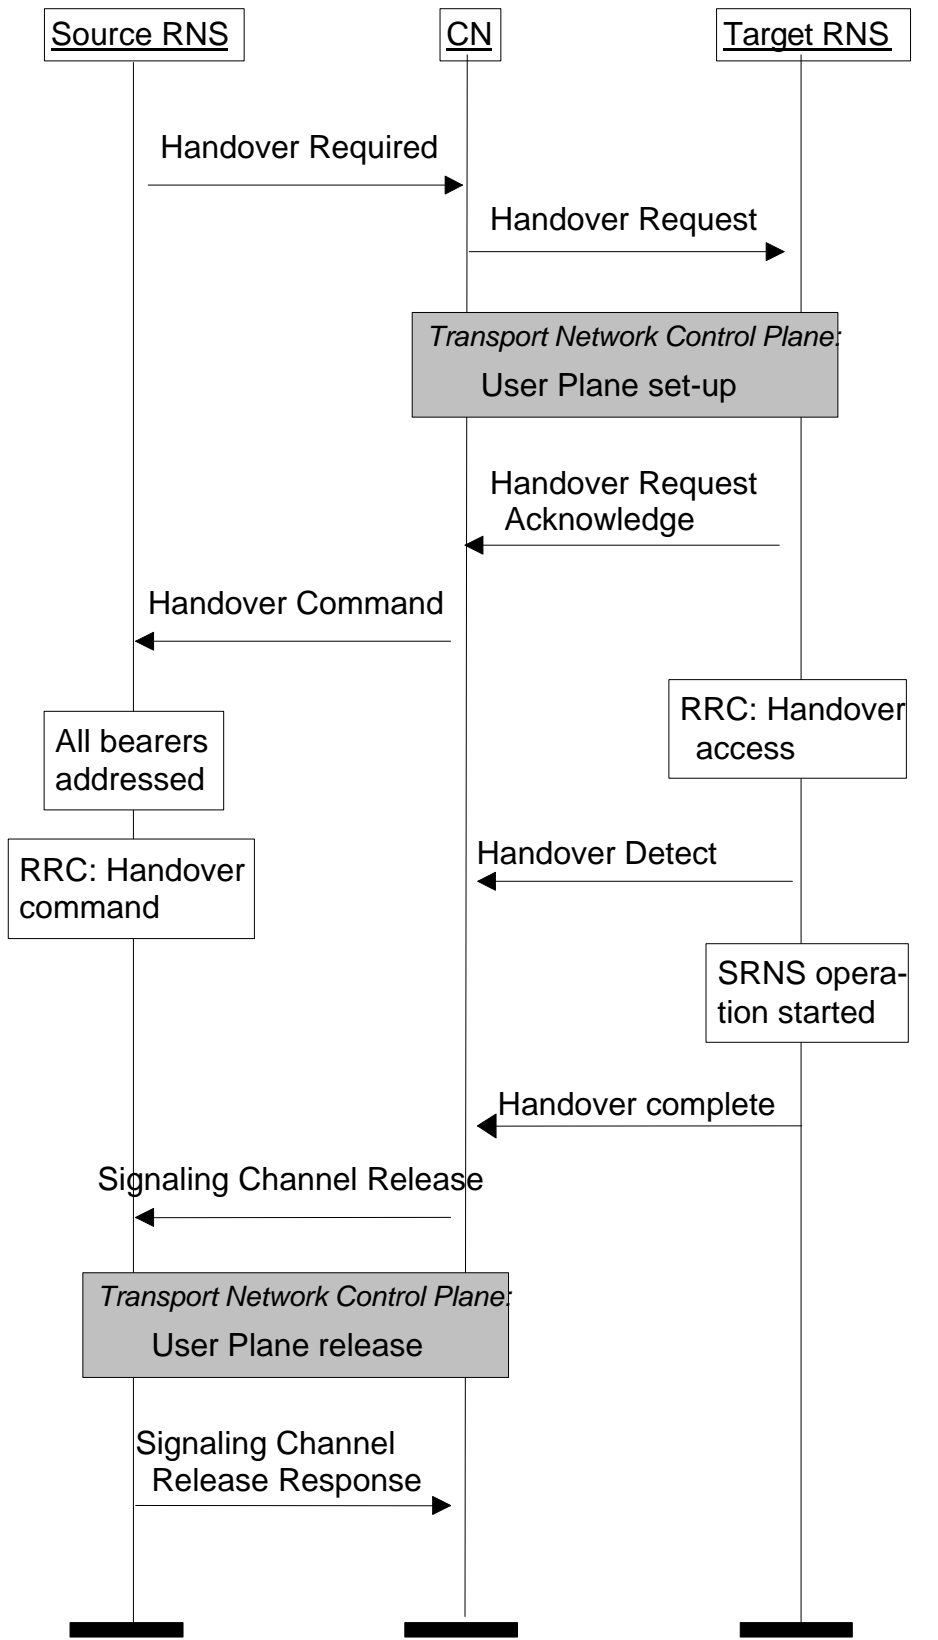 Source RNS
CN
Target RNS
Handover Required
Handover Request
Transport Network Control Plane:
User Plane set-up
Handover Request
Acknowledge
Handover Command
RRC: Handover
access
All bearers
addressed
Handover Detect
RRC: Handover
command
SRNS opera-
tion started
Handover complete
Signaling Channel Release
Transport Network Control Plane:
User Plane release
Signaling Channel
Release Response